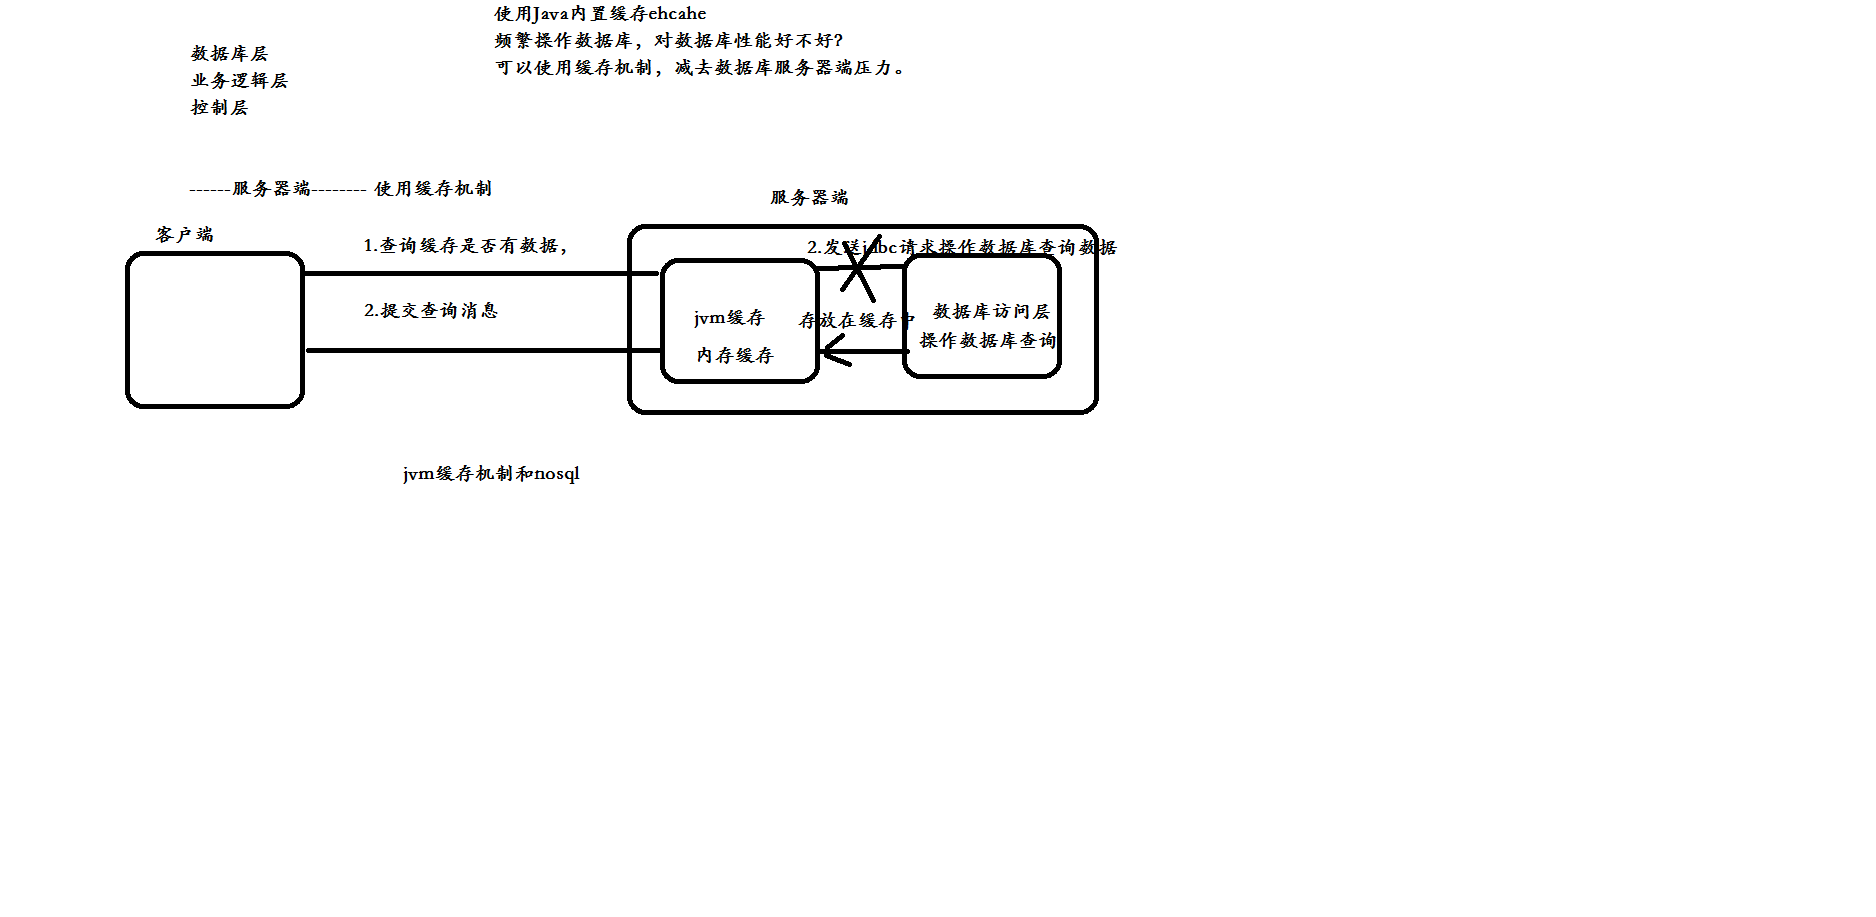 使用Java内置缓存ehcahe
频繁操作数据库，对数据库性能好不好?
可以使用缓存机制，减去数据库服务器端压力。
数据库层
业务逻辑层
控制层
------服务器端-------- 使用缓存机制
服务器端
客户端
1.查询缓存是否有数据，
2.发送jdbc请求操作数据库查询数据
2.提交查询消息
jvm缓存
内存缓存
存放在缓存中
数据库访问层
操作数据库查询
jvm缓存机制和nosql